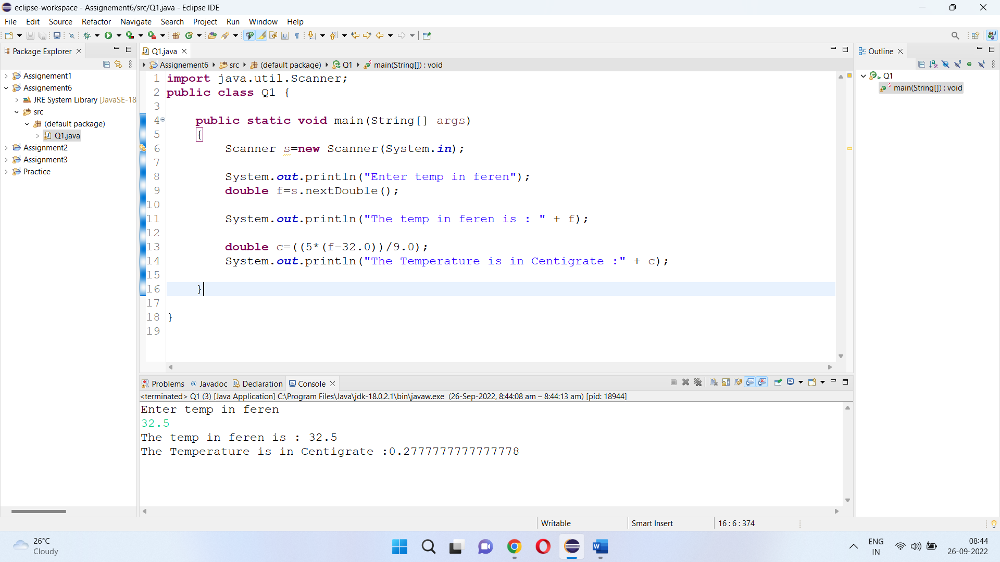 eclipse-workspace - Assignement6/src/Q1.java - Eclipse IDE
File Edit Source Refactor Navigate Search Project Run Window Help
Package Explorer
Assignement1
Assignement6
JRE System Library [JavaSE-18
src
(default package)
Q1.java
Assignment2
Assignment3
Practice
Q1.java
Assignement6 src (default package) Q1 main(String[]) : void
1 import java.util.Scanner;
2 public class Q1 {
3
4 public static void main(String[] args)
5 {
6 Scanner s=new Scanner(System.in);
7
8 System.out.println("Enter temp in feren");
9 double f=s.nextDouble();
10
11 System.out.println("The temp in feren is : " + f);
12
13 double c=((5*(f-32.0))/9.0);
14 System.out.println("The Temperature is in Centigrate :" + c);
15
16 }
17
18 }
19
Outline
Q1
main(String[]) : void
Problems Javadoc Declaration Console
<terminated> Q1 (3) [Java Application] C:\Program Files\Java\jdk-18.0.2.1\bin\javaw.exe (26-Sep-2022, 8:44:08 am – 8:44:13 am) [pid: 18944]
Enter temp in feren
32.5
The temp in feren is : 32.5
The Temperature is in Centigrate :0.2777777777777778
Writable Smart Insert 16 : 6 : 374
26°C
Cloudy
ENG
IN
08:44
26-09-2022